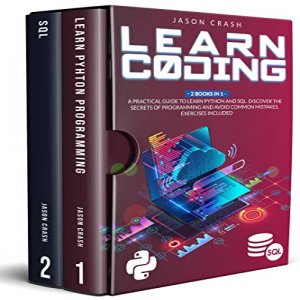 JASON CRASH
LEARN
CODING
- 2 BOOKS IN 1 -
A PRACTICAL GUIDE TO LEARN PYTHON AND SQL. DISCOVER THE
SECRETS OF PROGRAMMING AND AVOID COMMON MISTAKES.
EXERCISES INCLUDED
SQL
SQL
JASON CRASH
2
LEARN PYHTON PROGRAMMING
JASON CRASH
1